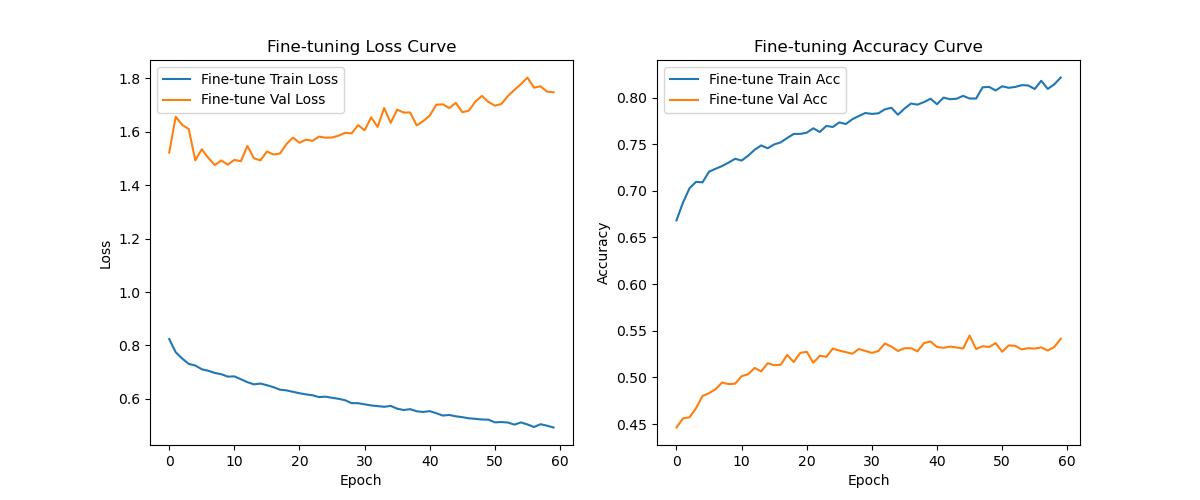 Fine-tuning Loss Curve
Fine-tune Train Loss
Fine-tune Val Loss
1.8
1.6
1.4
1.2
1.0
0.8
0.6
Loss
0 10 20 30 40 50 60
Epoch
Fine-tuning Accuracy Curve
Fine-tune Train Acc
Fine-tune Val Acc
0.80
0.75
0.70
0.65
0.60
0.55
0.50
0.45
Accuracy
0 10 20 30 40 50 60
Epoch